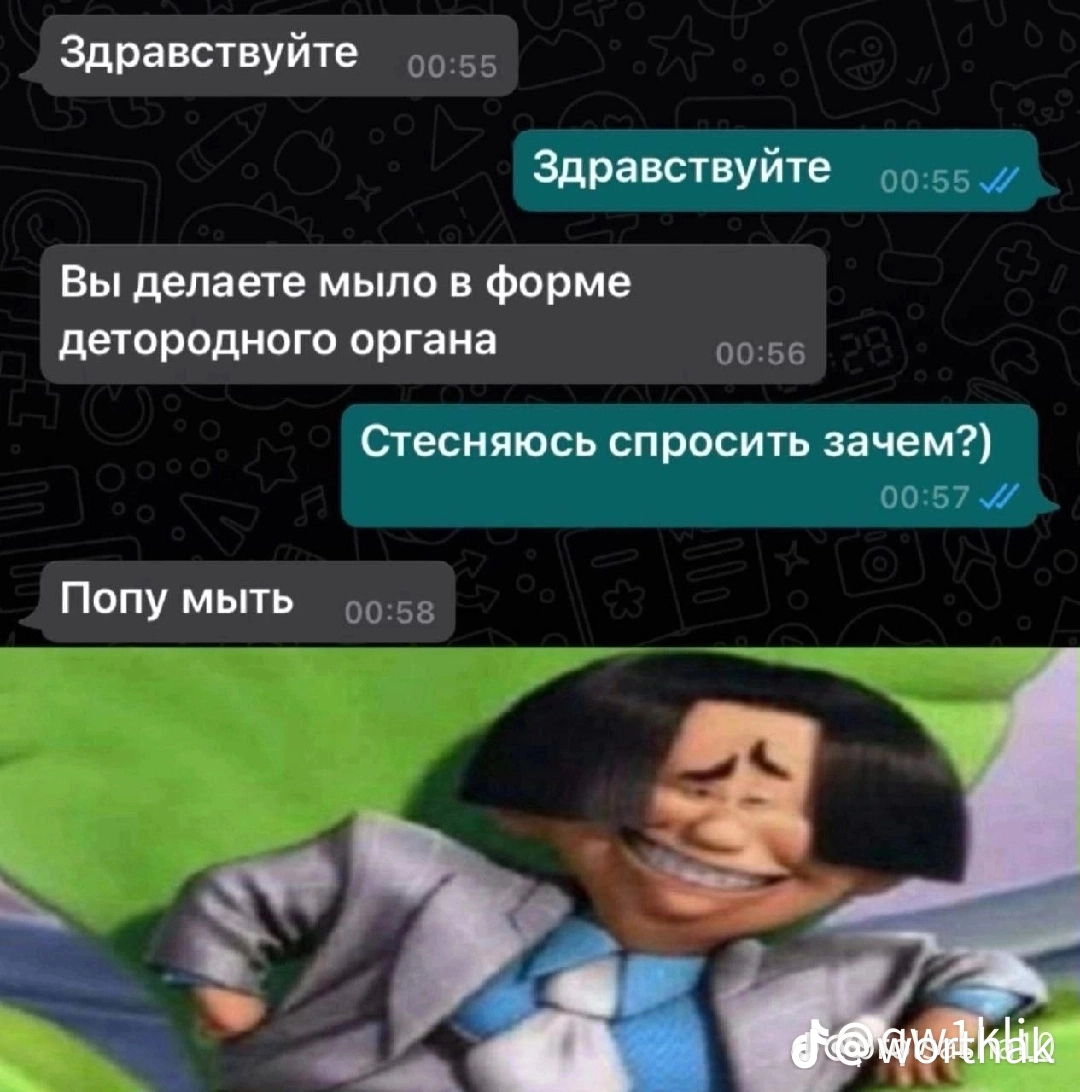 Здравствуйте 00:55
Здравствуйте 00:55
Вы делаете мыло в форме
детородного органа 00:56
Стесняюсь спросить зачем?)
00:57
Попу мыть 00:58